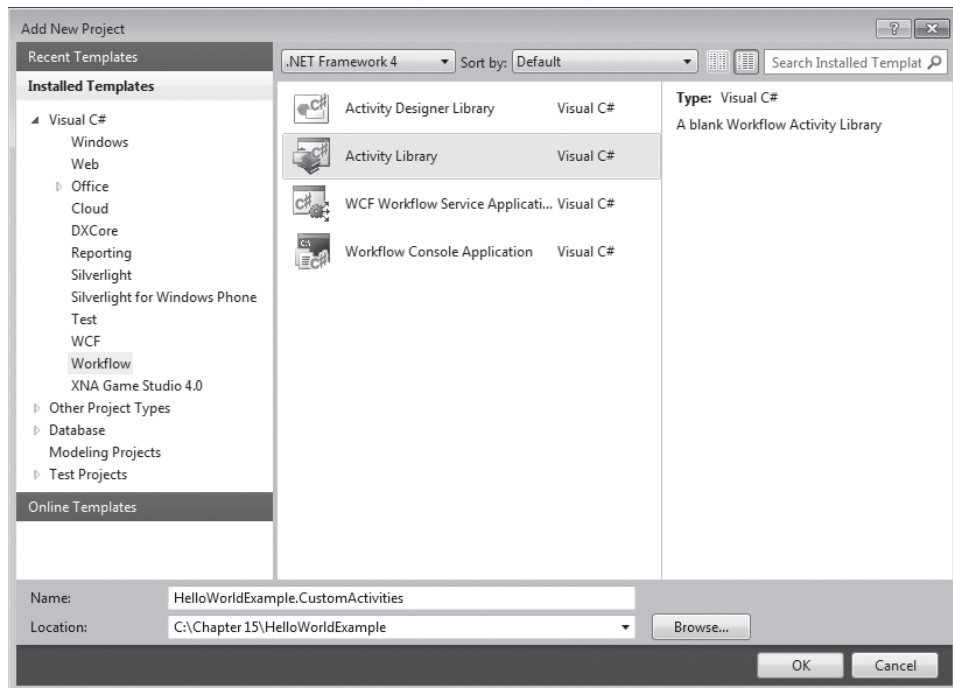 Add New Project
Recent Templates
Installed Templates
Visual C#
Windows
Web
Office
Cloud
DXCore
Reporting
Silverlight
Silverlight for Windows Phone
Test
WCF
Workflow
XNA Game Studio 4.0
Other Project Types
Database
Modeling Projects
Test Projects
Online Templates
.NET Framework 4 Sort by: Default
Search Installed Templat
Activity Designer Library Visual C#
Activity Library Visual C#
WCF Workflow Service Applicati... Visual C#
Workflow Console Application Visual C#
Type: Visual C#
A blank Workflow Activity Library
Name: HelloWorldExample.CustomActivities
Location: C:\Chapter 15\HelloWorldExample
Browse...
OK Cancel